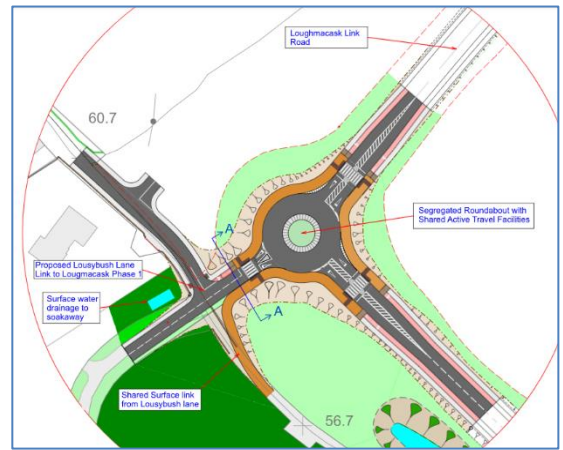 Loughmacask Link
Road
60.7
A
Segregated Roundabout with
Shared Active Travel Facilities
Proposed Lousybush Lane
Link to Lougmacask Phase 1
Surface water
drainage to
soakaway
A
Shared Surface link
from Lousybush lane
56.7